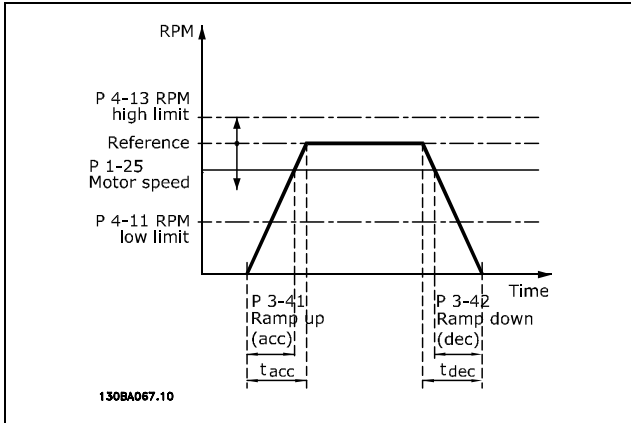 RPM
P 4-13 RPM
high limit
Reference
P 1-25
Motor speed
P 4-11 RPM
low limit
Time
P 3-41
Ramp up
(acc)
P 3-42
Ramp down
(dec)
tacc
tdec
130BA067.10